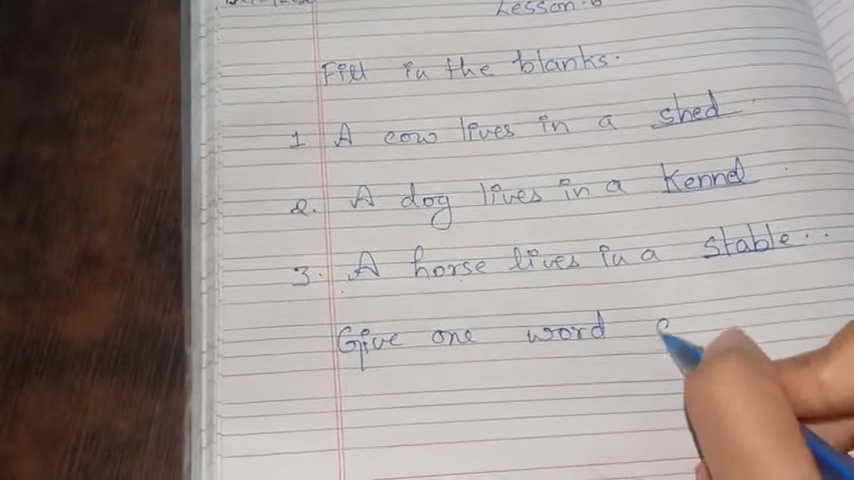 Lesson-6
Fill in the blanks.
1 A cow lives in a shed.
2. A dog lives in a Kennel.
3. A horse lives in a stable..
Give one word